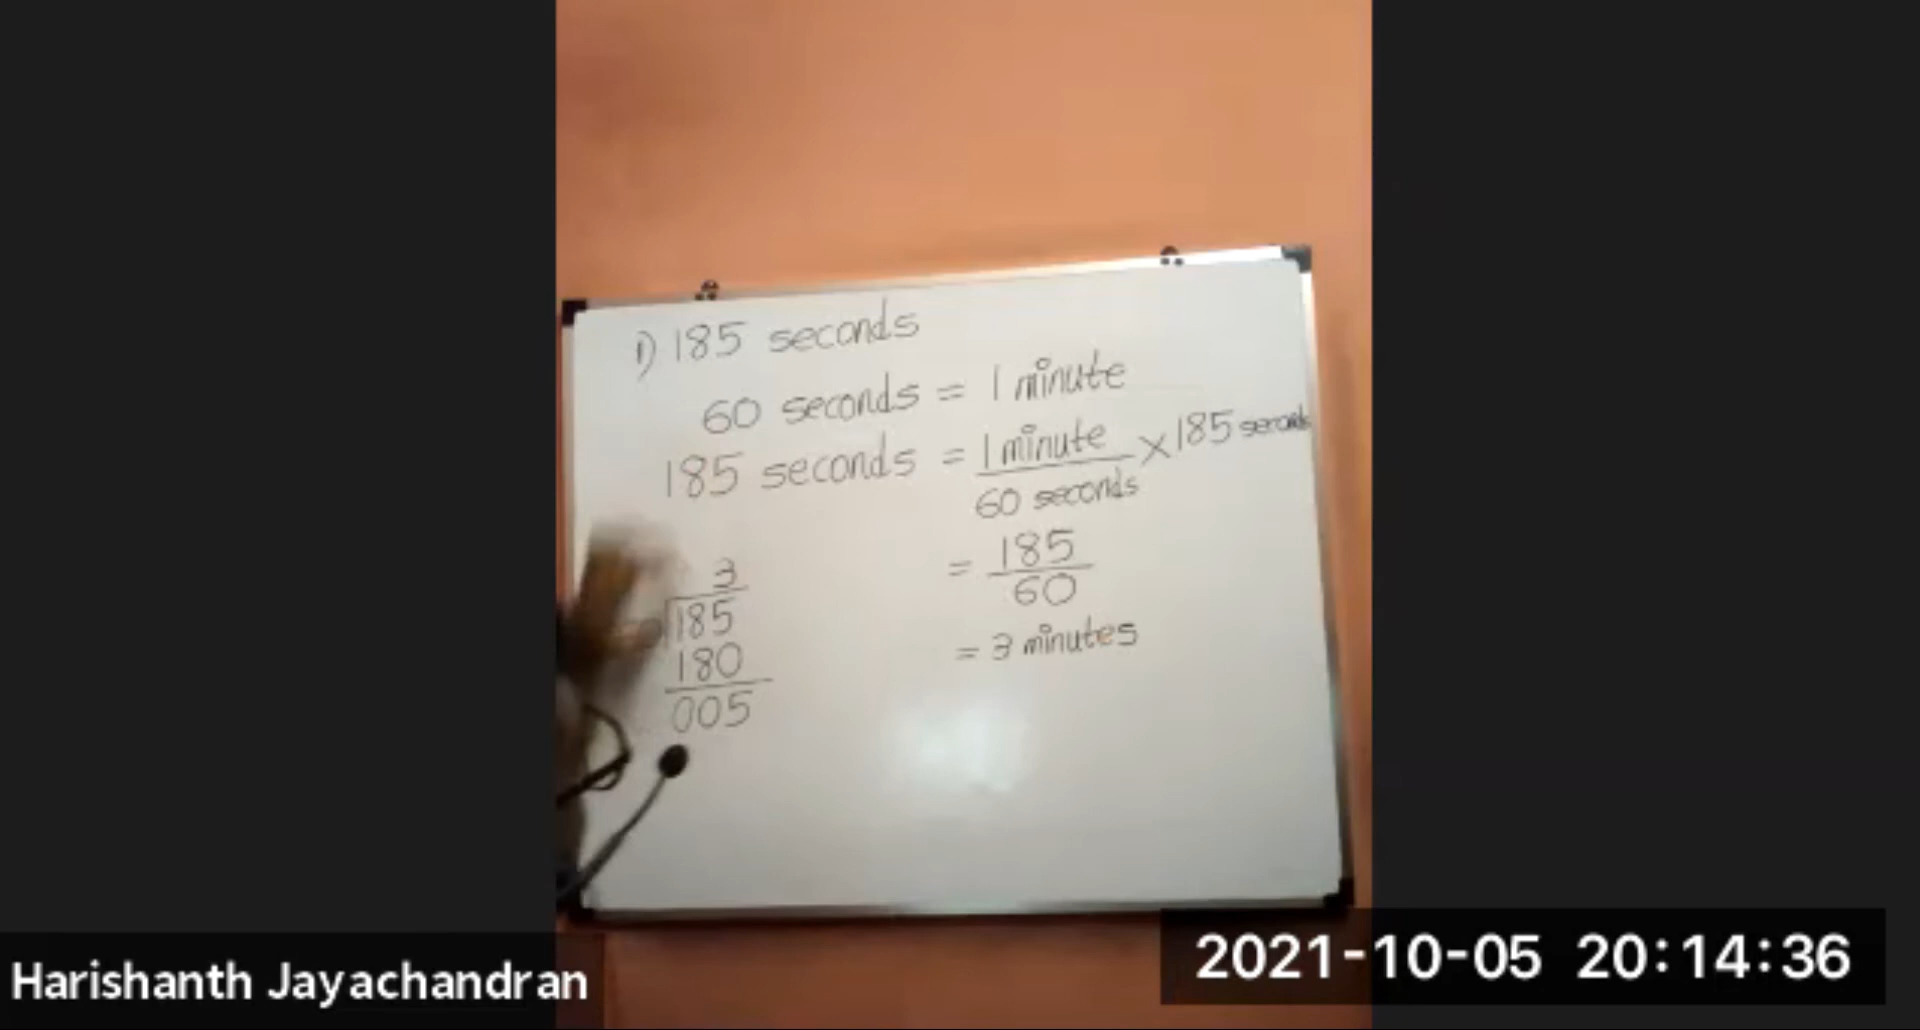 1) 185 seconds
60 seconds = 1 minute
185 seconds = 1 minute / 60 seconds × 185 seconds
= 185 / 60
= 3 minutes
3
185
180
005
Harishanth Jayachandran
2021-10-05 20:14:36